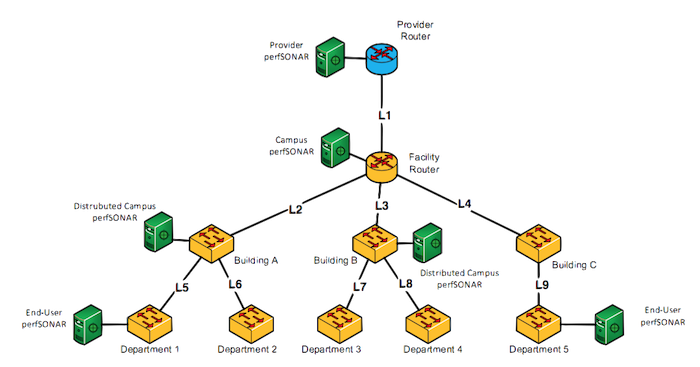 Provider
Router
Provider
perfSONAR
L1
Campus
perfSONAR
Facility
Router
L2
L3
L4
Distrubuted Campus
perfSONAR
Building A
Building B
Building C
Distributed Campus
perfSONAR
L5
L6
L7
L8
L9
End-User
perfSONAR
End-User
perfSONAR
Department 1
Department 2
Department 3
Department 4
Department 5